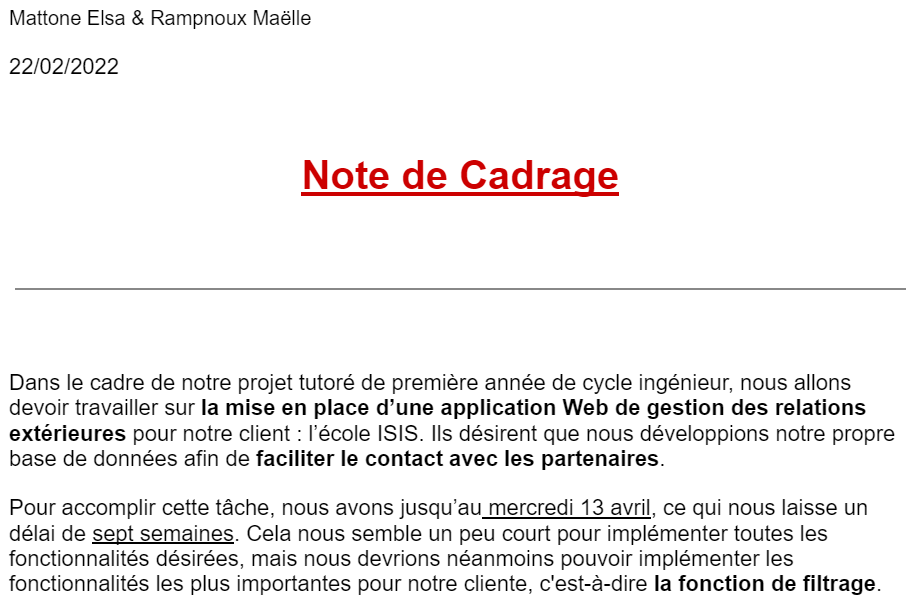 Mattone Elsa & Rampnoux Maëlle
22/02/2022
Note de Cadrage
Dans le cadre de notre projet tutoré de première année de cycle ingénieur, nous allons
devoir travailler sur la mise en place d’une application Web de gestion des relations
extérieures pour notre client : l’école ISIS. Ils désirent que nous développions notre propre
base de données afin de faciliter le contact avec les partenaires.
Pour accomplir cette tâche, nous avons jusqu’au mercredi 13 avril, ce qui nous laisse un
délai de sept semaines. Cela nous semble un peu court pour implémenter toutes les
fonctionnalités désirées, mais nous devrions néanmoins pouvoir implémenter les
fonctionnalités les plus importantes pour notre cliente, c'est-à-dire la fonction de filtrage.